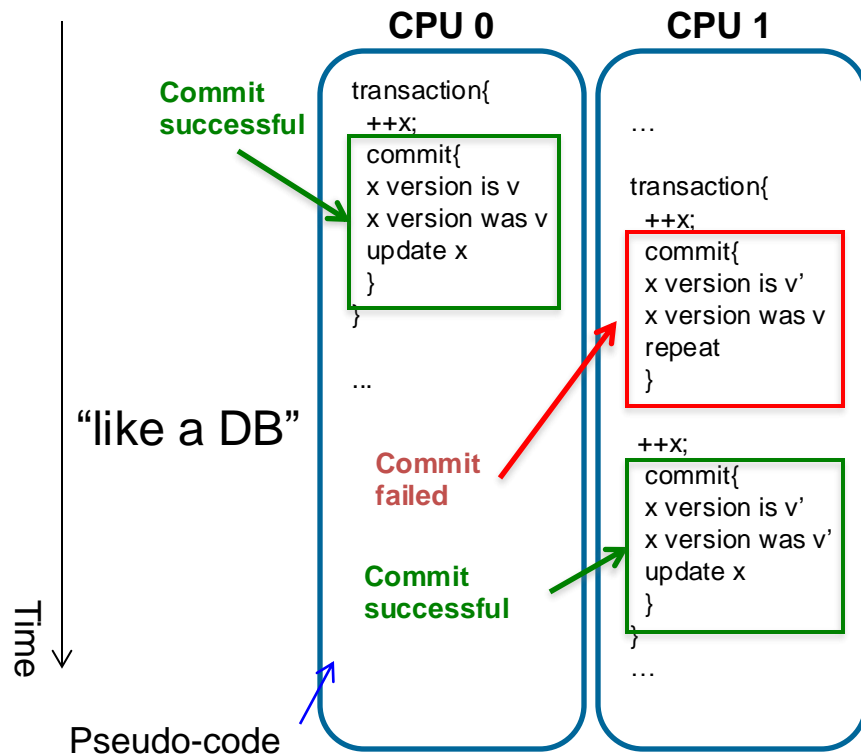 CPU 0
CPU 1
Commit
successful
transaction{
++x;
commit{
x version is v
x version was v
update x
}
}
...
…
transaction{
++x;
commit{
x version is v’
x version was v
repeat
}
“like a DB”
Commit
failed
++x;
commit{
x version is v’
x version was v’
update x
}
}
…
Commit
successful
Time
Pseudo-code